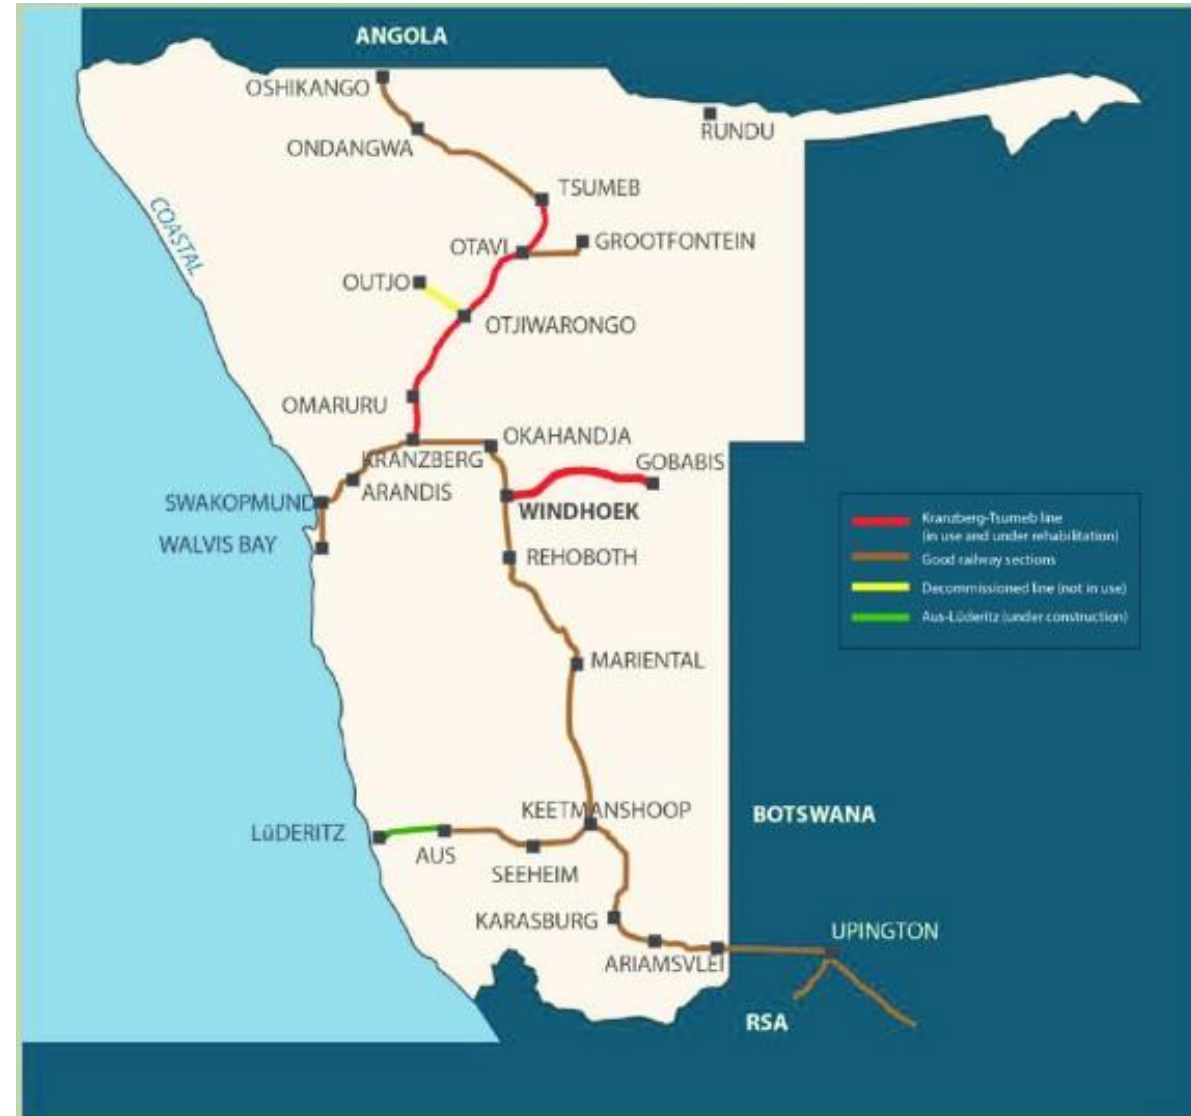 ANGOLA
OSHIKANGO
RUNDU
ONDANGWA
TSUMEB
OTAVI
GROOTFONTEIN
OUTJO
COASTAL
OTJIWARONGO
OMARURU
OKAHANDJA
KRANZBERG
GOBABIS
ARANDIS
SWAKOPMUND
WINDHOEK
WALVIS BAY
REHOBOTH
Kranzberg-Tsumeb line
(in use and under rehabilitation)
Good railway sections
Decommissioned line (not in use)
Aus-Lüderitz (under construction)
MARIENTAL
KEETMANSHOOP
BOTSWANA
LüDERITZ
AUS
SEEHEIM
KARASBURG
UPINGTON
ARIAMSVLEI
RSA